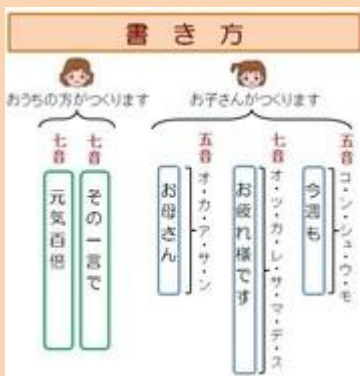 書き方
お子さんがつくります
五音
コ・ン・シュ・ウ・モ
今週も
七音
オ・ツ・カ・レ・サ・マ・デ・ス
お疲れ様です
五音
オ・カ・ア・サ・ン
お母さん
おうちの方がつくります
七音
その一言で
七音
元気百倍